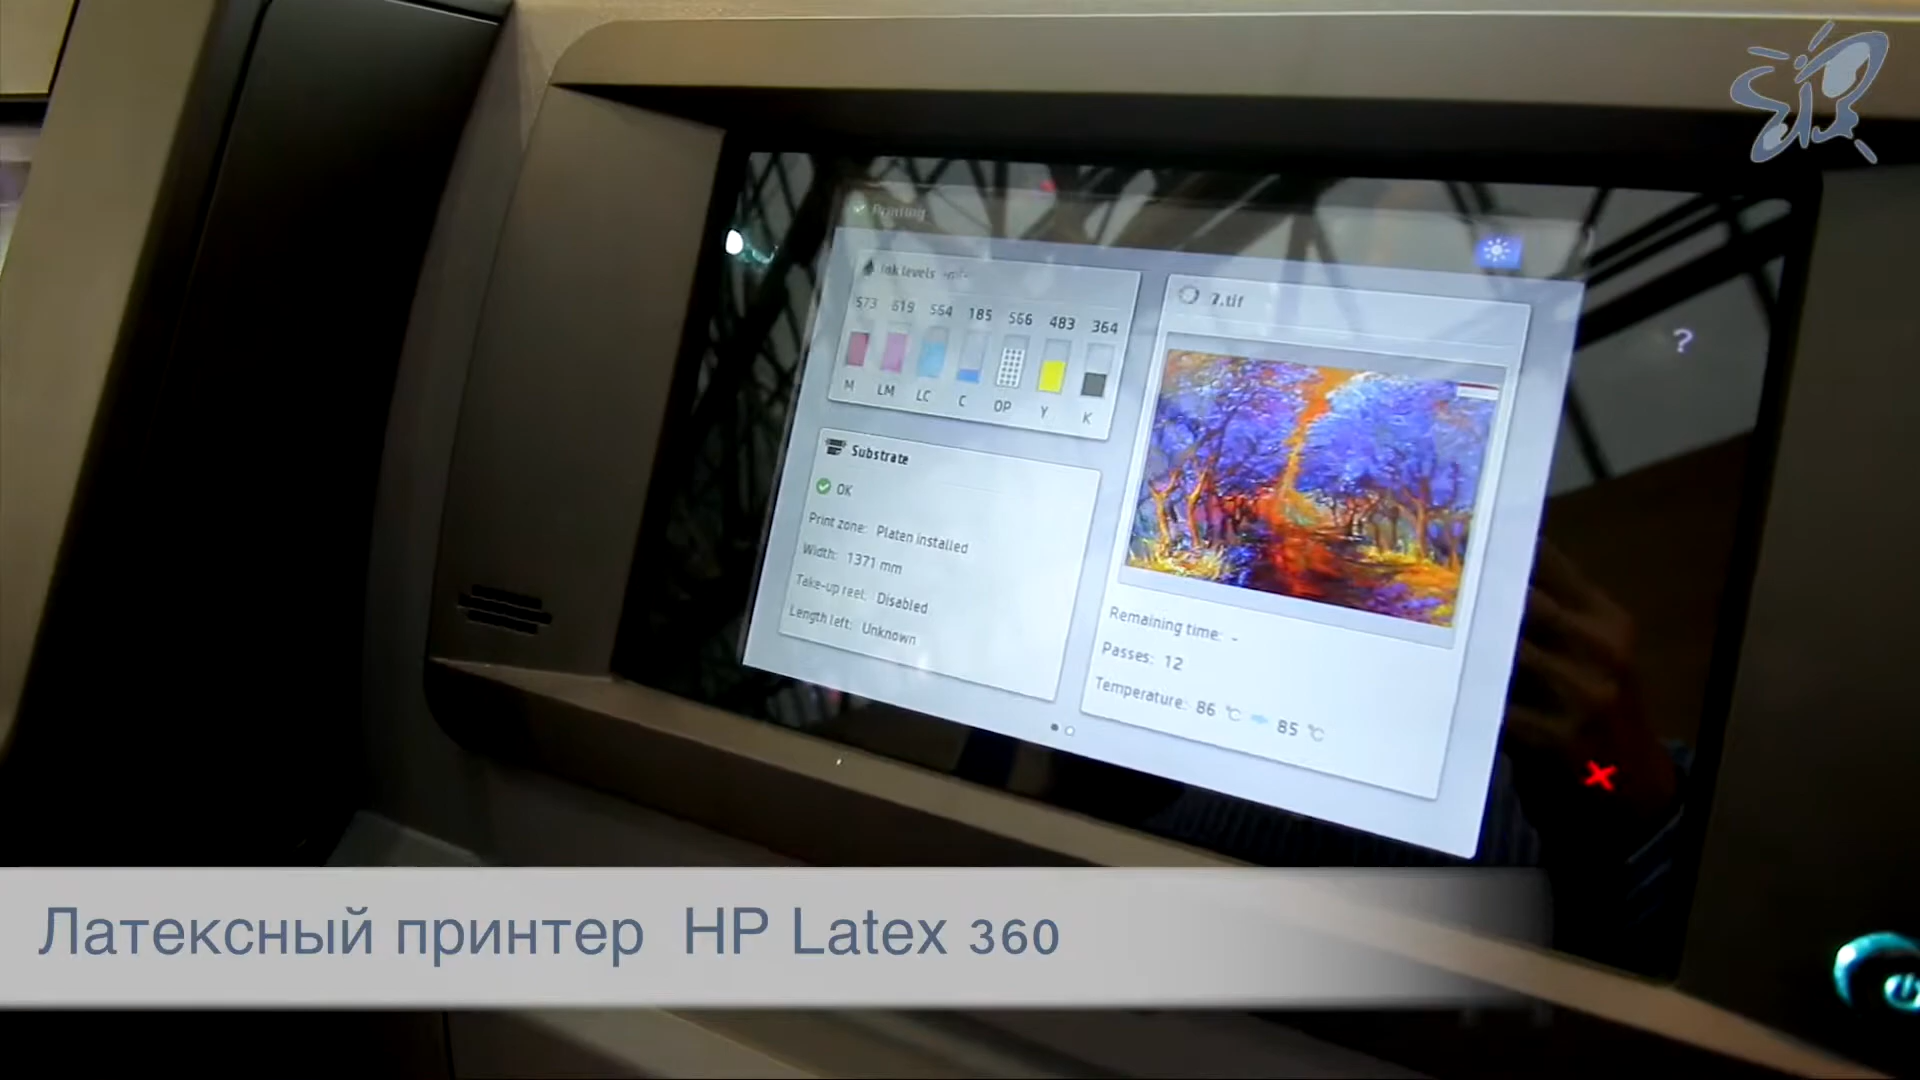 Printing
Ink levels -ml-
573 619 554 185 566 483 364
M LM LC C OP Y K
Substrate
OK
Print zone: Platen installed
Width: 1371 mm
Take-up reel: Disabled
Length left: Unknown
7.tif
Remaining time: -
Passes: 12
Temperature: 86 °C 85 °C
?
Латексный принтер HP Latex 360